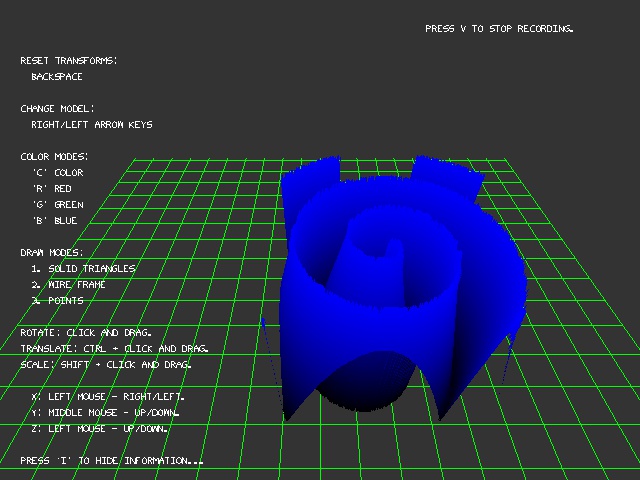 PRESS V TO STOP RECORDING.
RESET TRANSFORMS:
BACKSPACE
CHANGE MODEL:
RIGHT/LEFT ARROW KEYS
COLOR MODES:
'C' COLOR
'R' RED
'G' GREEN
'B' BLUE
DRAW MODES:
1. SOLID TRIANGLES
2. WIRE FRAME
3. POINTS
ROTATE: CLICK AND DRAG.
TRANSLATE: CTRL + CLICK AND DRAG.
SCALE: SHIFT + CLICK AND DRAG.
X: LEFT MOUSE - RIGHT/LEFT.
Y: MIDDLE MOUSE - UP/DOWN.
Z: LEFT MOUSE - UP/DOWN.
PRESS 'I' TO HIDE INFORMATION...